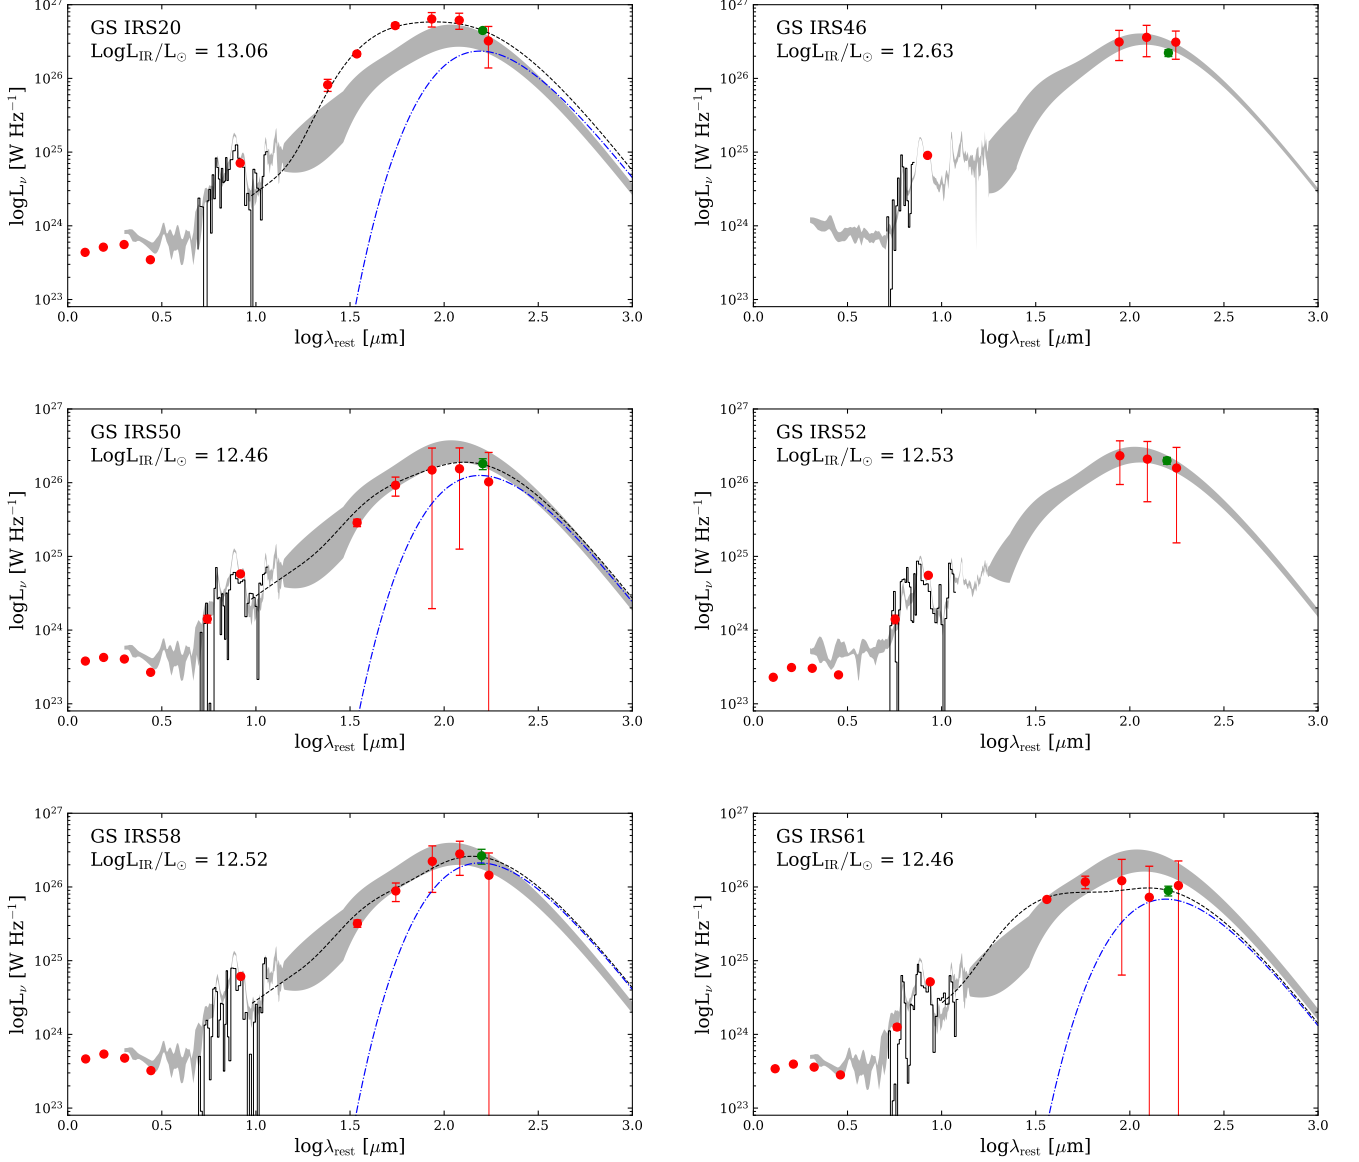 GS IRS20
LogL_IR/L_⊙ = 13.06
10^27
10^26
10^25
10^24
10^23
logL_ν [W Hz^−1]
0.0 0.5 1.0 1.5 2.0 2.5 3.0
logλ_rest [μm]
GS IRS46
LogL_IR/L_⊙ = 12.63
10^27
10^26
10^25
10^24
10^23
logL_ν [W Hz^−1]
0.0 0.5 1.0 1.5 2.0 2.5 3.0
logλ_rest [μm]
GS IRS50
LogL_IR/L_⊙ = 12.46
10^27
10^26
10^25
10^24
10^23
logL_ν [W Hz^−1]
0.0 0.5 1.0 1.5 2.0 2.5 3.0
logλ_rest [μm]
GS IRS52
LogL_IR/L_⊙ = 12.53
10^27
10^26
10^25
10^24
10^23
logL_ν [W Hz^−1]
0.0 0.5 1.0 1.5 2.0 2.5 3.0
logλ_rest [μm]
GS IRS58
LogL_IR/L_⊙ = 12.52
10^27
10^26
10^25
10^24
10^23
logL_ν [W Hz^−1]
0.0 0.5 1.0 1.5 2.0 2.5 3.0
logλ_rest [μm]
GS IRS61
LogL_IR/L_⊙ = 12.46
10^27
10^26
10^25
10^24
10^23
logL_ν [W Hz^−1]
0.0 0.5 1.0 1.5 2.0 2.5 3.0
logλ_rest [μm]